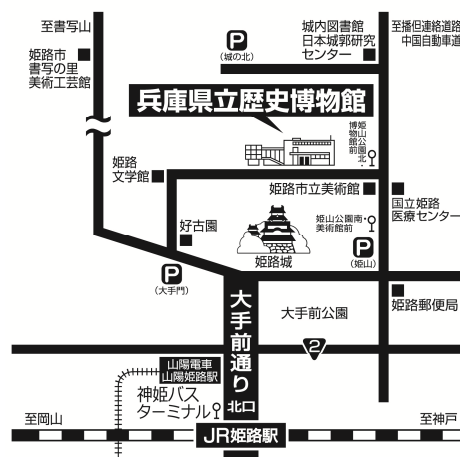 至書写山
姫路市
書写の里
美術工芸館
P
(城の北)
城内図書館
日本城郭研究
センター
至播但連絡道路
中国自動車道
兵庫県立歴史博物館
姫山公園北・
博物館前
姫路
文学館
姫路市立美術館
国立姫路
医療センター
好古園
姫山公園南・
美術館前
姫路城
P
(姫山)
P
(大手門)
大手前通り
大手前公園
姫路郵便局
2
山陽電車
山陽姫路駅
神姫バス
ターミナル
北口
至岡山
至神戸
JR姫路駅